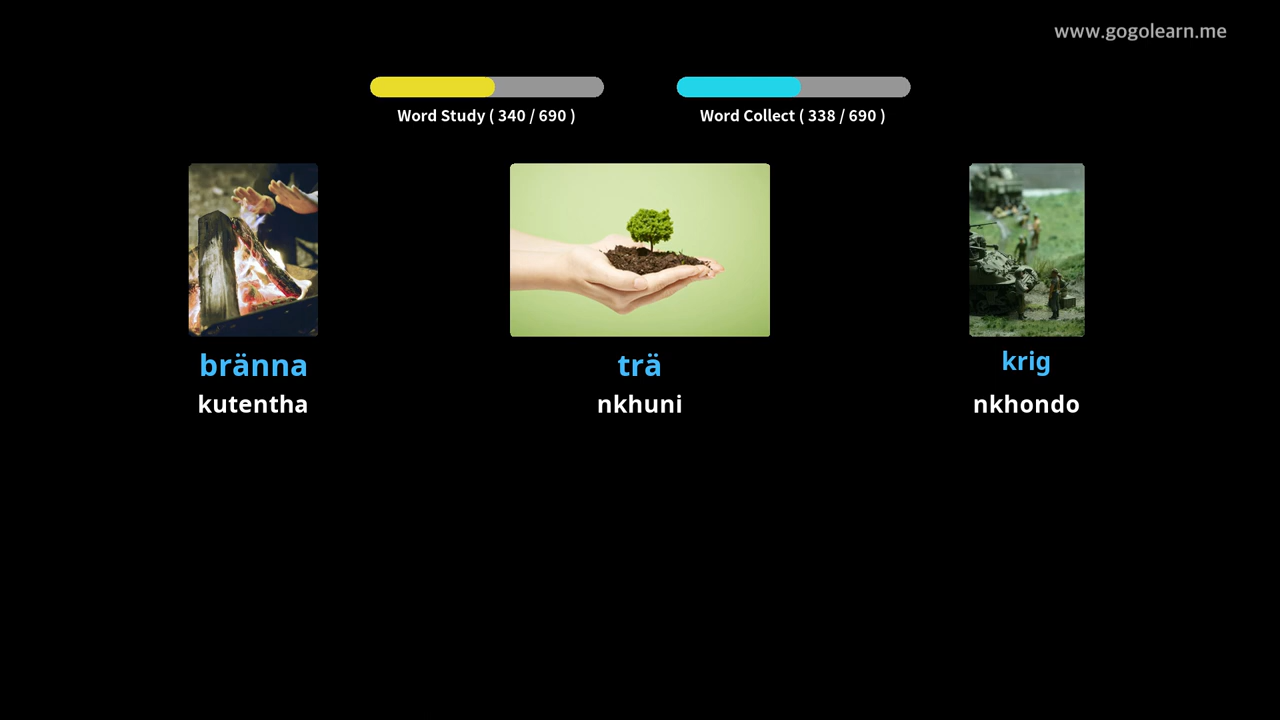 www.gogolearn.me
Word Study ( 340 / 690 )
Word Collect ( 338 / 690 )
bränna
trä
krig
kutentha
nkhuni
nkhondo